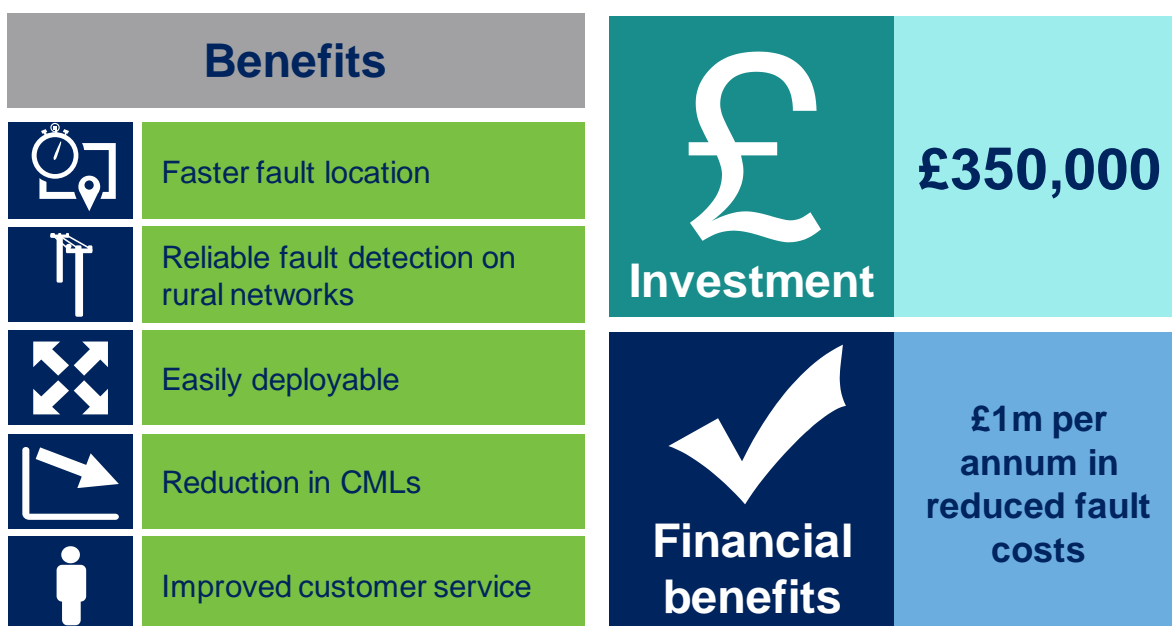 Benefits
Faster fault location
Reliable fault detection on
rural networks
Easily deployable
Reduction in CMLs
Improved customer service
£
Investment
£350,000
Financial
benefits
£1m per
annum in
reduced fault
costs